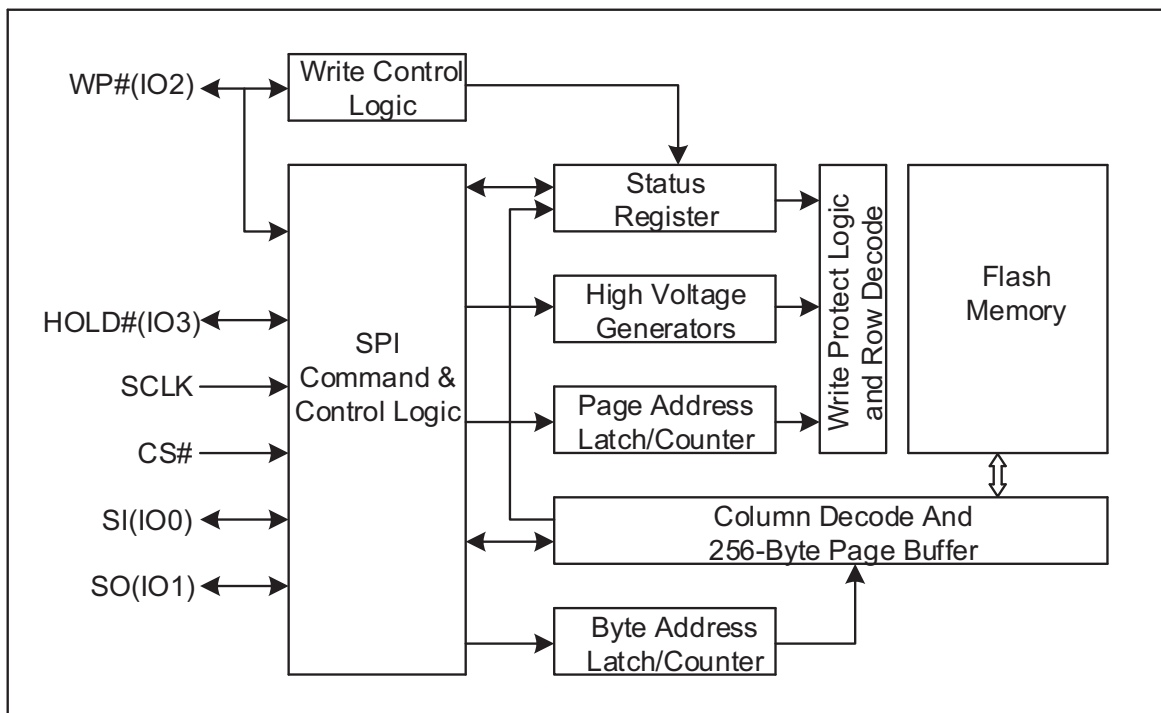 WP#(IO2)
Write Control
Logic
Status
Register
Write Protect Logic
and Row Decode
Flash
Memory
HOLD#(IO3)
SPI
Command &
Control Logic
High Voltage
Generators
SCLK
Page Address
Latch/Counter
CS#
SI(IO0)
Column Decode And
256-Byte Page Buffer
SO(IO1)
Byte Address
Latch/Counter